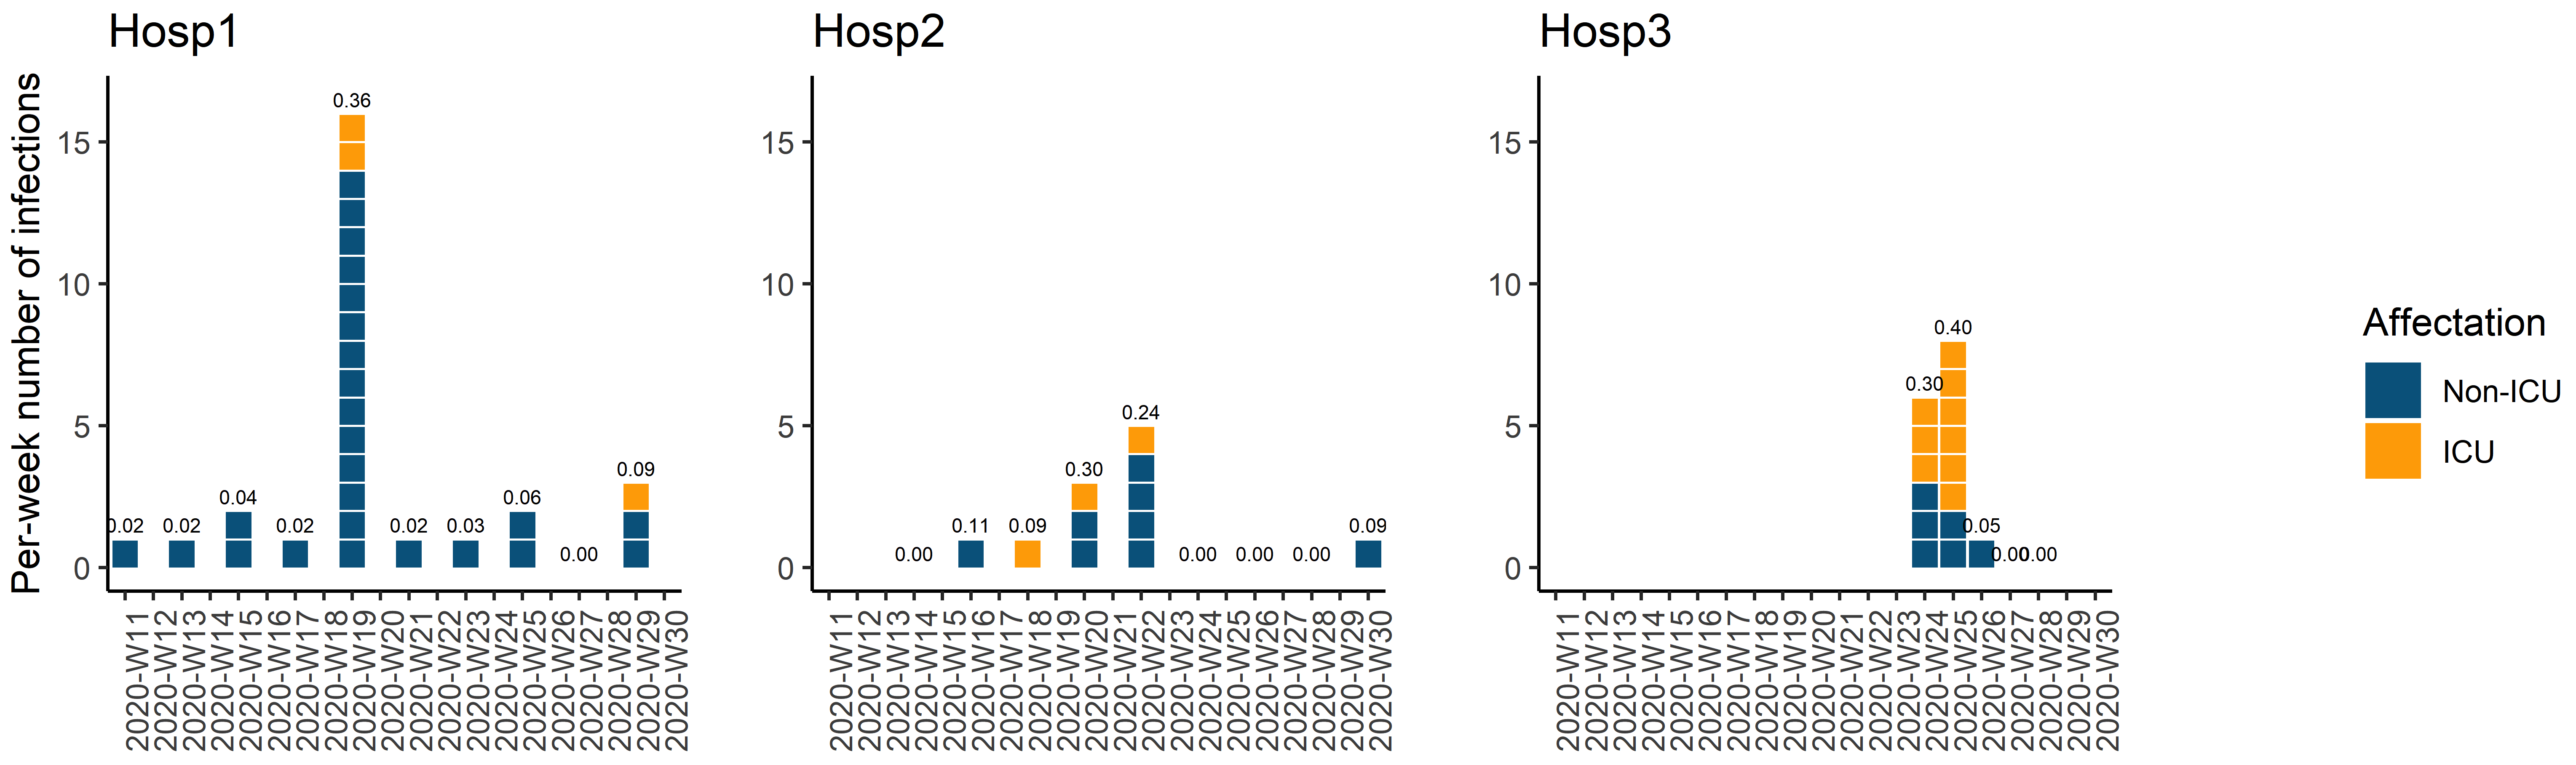 Hosp1
Hosp2
Hosp3
Per-week number of infections
15
10
5
0
0.02
0.02
0.04
0.02
0.36
0.02
0.03
0.06
0.00
0.09
2020-W11
2020-W12
2020-W13
2020-W14
2020-W15
2020-W16
2020-W17
2020-W18
2020-W19
2020-W20
2020-W21
2020-W22
2020-W23
2020-W24
2020-W25
2020-W26
2020-W27
2020-W28
2020-W29
2020-W30
15
10
5
0
0.00
0.11
0.09
0.30
0.24
0.00
0.00
0.00
0.09
2020-W11
2020-W12
2020-W13
2020-W14
2020-W15
2020-W16
2020-W17
2020-W18
2020-W19
2020-W20
2020-W21
2020-W22
2020-W23
2020-W24
2020-W25
2020-W26
2020-W27
2020-W28
2020-W29
2020-W30
15
10
5
0
0.30
0.40
0.05
0.00
0.00
2020-W11
2020-W12
2020-W13
2020-W14
2020-W15
2020-W16
2020-W17
2020-W18
2020-W19
2020-W20
2020-W21
2020-W22
2020-W23
2020-W24
2020-W25
2020-W26
2020-W27
2020-W28
2020-W29
2020-W30
Affectation
Non-ICU
ICU